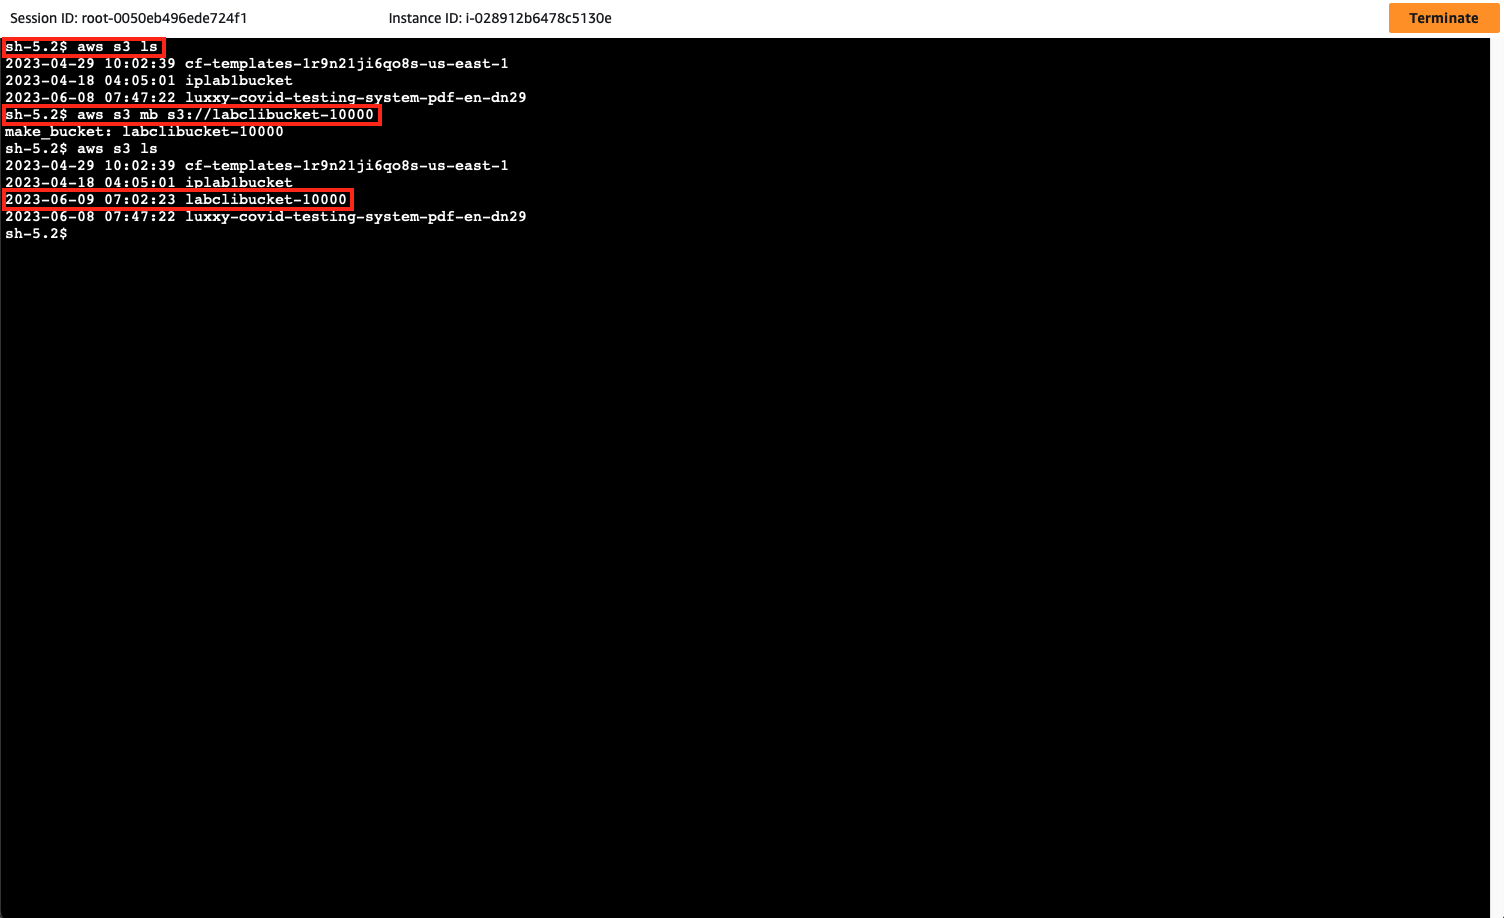 Session ID: root-0050eb496ede724f1 Instance ID: i-028912b6478c5130e Terminate
sh-5.2$ aws s3 ls
2023-04-29 10:02:39 cf-templates-1r9n21ji6qo8s-us-east-1
2023-04-18 04:05:01 iplab1bucket
2023-06-08 07:47:22 luxxy-covid-testing-system-pdf-en-dn29
sh-5.2$ aws s3 mb s3://labclibucket-10000
make_bucket: labclibucket-10000
sh-5.2$ aws s3 ls
2023-04-29 10:02:39 cf-templates-1r9n21ji6qo8s-us-east-1
2023-04-18 04:05:01 iplab1bucket
2023-06-09 07:02:23 labclibucket-10000
2023-06-08 07:47:22 luxxy-covid-testing-system-pdf-en-dn29
sh-5.2$